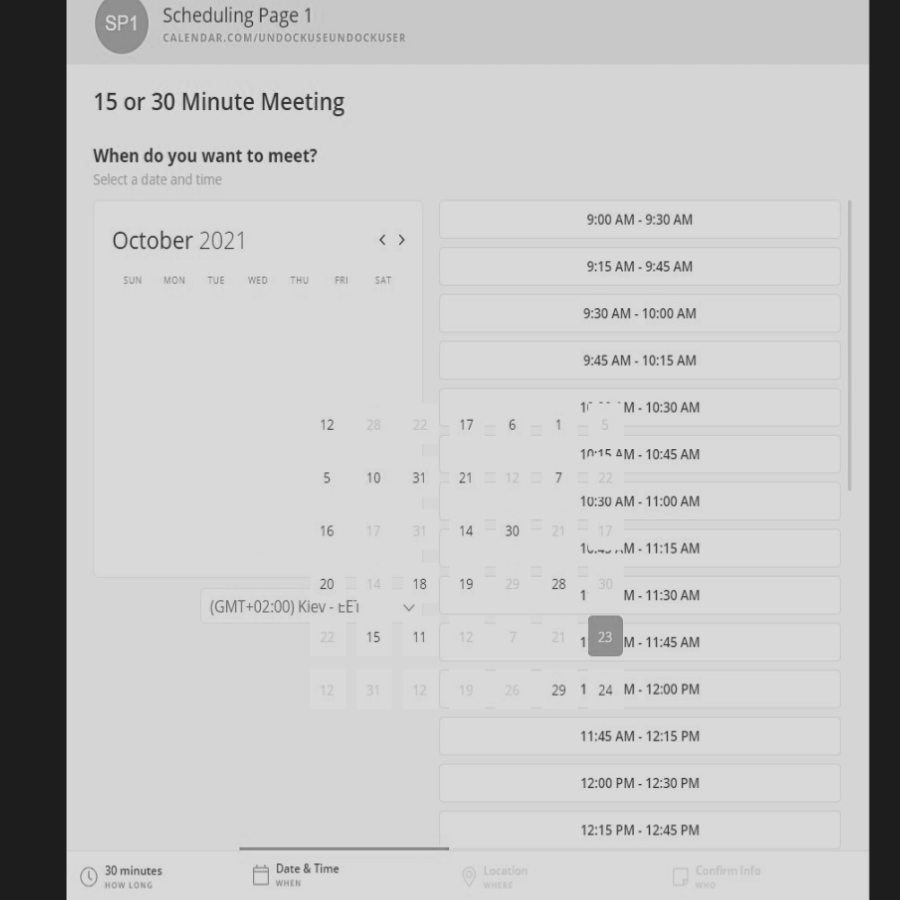 SP1
Scheduling Page 1
CALENDAR.COM/UNDOCKUSEUNDOCKUSER
15 or 30 Minute Meeting
When do you want to meet?
Select a date and time
October 2021
SUN MON TUE WED THU FRI SAT
12 28 22 17 6 1 5
5 10 31 21 12 7 22
16 17 31 14 30 21 17
20 14 18 19 29 28 30
22 15 11 12 7 21 23
12 31 12 19 26 29 24
(GMT+02:00) Kiev - EET
9:00 AM - 9:30 AM
9:15 AM - 9:45 AM
9:30 AM - 10:00 AM
9:45 AM - 10:15 AM
M - 10:30 AM
10:15 AM - 10:45 AM
10:30 AM - 11:00 AM
AM - 11:15 AM
M - 11:30 AM
M - 11:45 AM
M - 12:00 PM
11:45 AM - 12:15 PM
12:00 PM - 12:30 PM
12:15 PM - 12:45 PM
30 minutes
HOW LONG
Date & Time
WHEN
Location
WHERE
Confirm Info
WHO